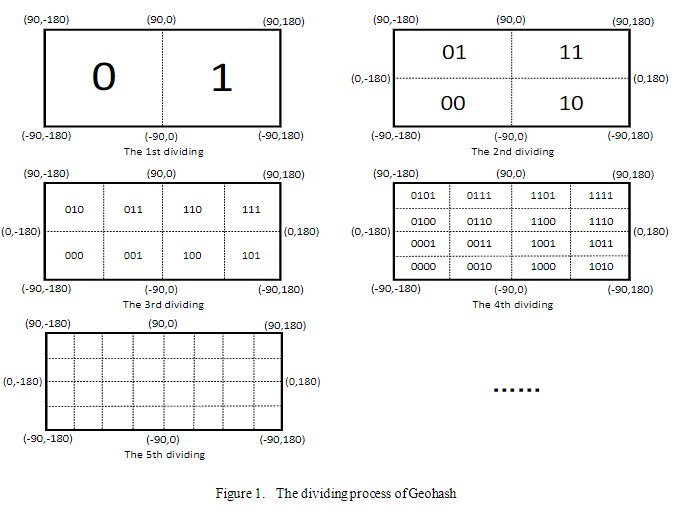 (90,-180) (90,0) (90,180)
0 1
(-90,-180) (-90,0) (-90,180)
The 1st dividing
(90,-180) (90,0) (90,180)
01 11
(0,-180) (0,180)
00 10
(-90,-180) (-90,0) (-90,180)
The 2nd dividing
(90,-180) (90,0) (90,180)
010 011 110 111
(0,-180) (0,180)
000 001 100 101
(-90,-180) (-90,0) (-90,180)
The 3rd dividing
(90,-180) (90,0) (90,180)
0101 0111 1101 1111
0100 0110 1100 1110
(0,-180) (0,180)
0001 0011 1001 1011
0000 0010 1000 1010
(-90,-180) (-90,0) (-90,180)
The 4th dividing
(90,-180) (90,0) (90,180)
(0,-180) (0,180)
(-90,-180) (-90,0) (-90,180)
The 5th dividing
......
Figure 1. The dividing process of Geohash